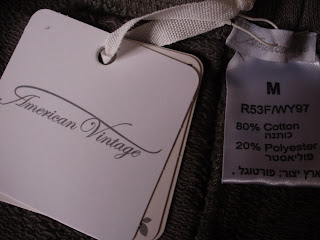 American Vintage
M
R53F/WY97
80% Cotton
כותנה
20% Polyester
פוליאסטר
ארץ יצור: פורטוגל.